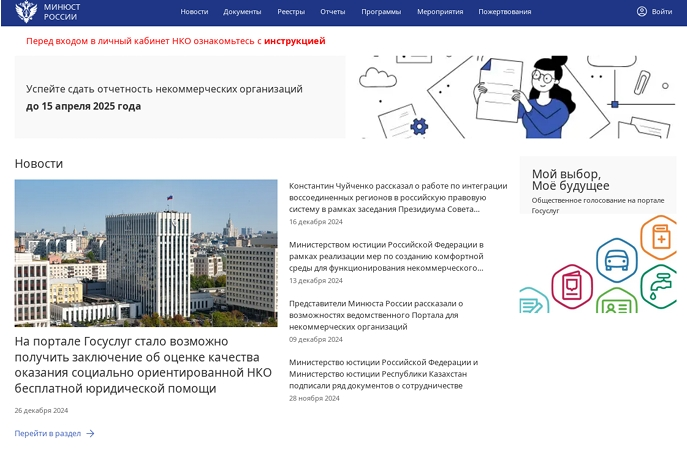 МИНЮСТ
РОССИИ
Новости Документы Реестры Отчеты Программы Мероприятия Пожертвования Войти
Перед входом в личный кабинет НКО ознакомьтесь с инструкцией
Успейте сдать отчетность некоммерческих организаций
до 15 апреля 2025 года
Новости
На портале Госуслуг стало возможно
получить заключение об оценке качества
оказания социально ориентированной НКО
бесплатной юридической помощи
26 декабря 2024
Перейти в раздел
Константин Чуйченко рассказал о работе по интеграции
воссоединенных регионов в российскую правовую
систему в рамках заседания Президиума Совета...
16 декабря 2024
Министерством юстиции Российской Федерации в
рамках реализации мер по созданию комфортной
среды для функционирования некоммерческого...
13 декабря 2024
Представители Минюста России рассказали о
возможностях ведомственного Портала для
некоммерческих организаций
09 декабря 2024
Министерство юстиции Российской Федерации и
Министерство юстиции Республики Казахстан
подписали ряд документов о сотрудничестве
28 ноября 2024
Мой выбор,
Моё будущее
Общественное голосование на портале
Госуслуг